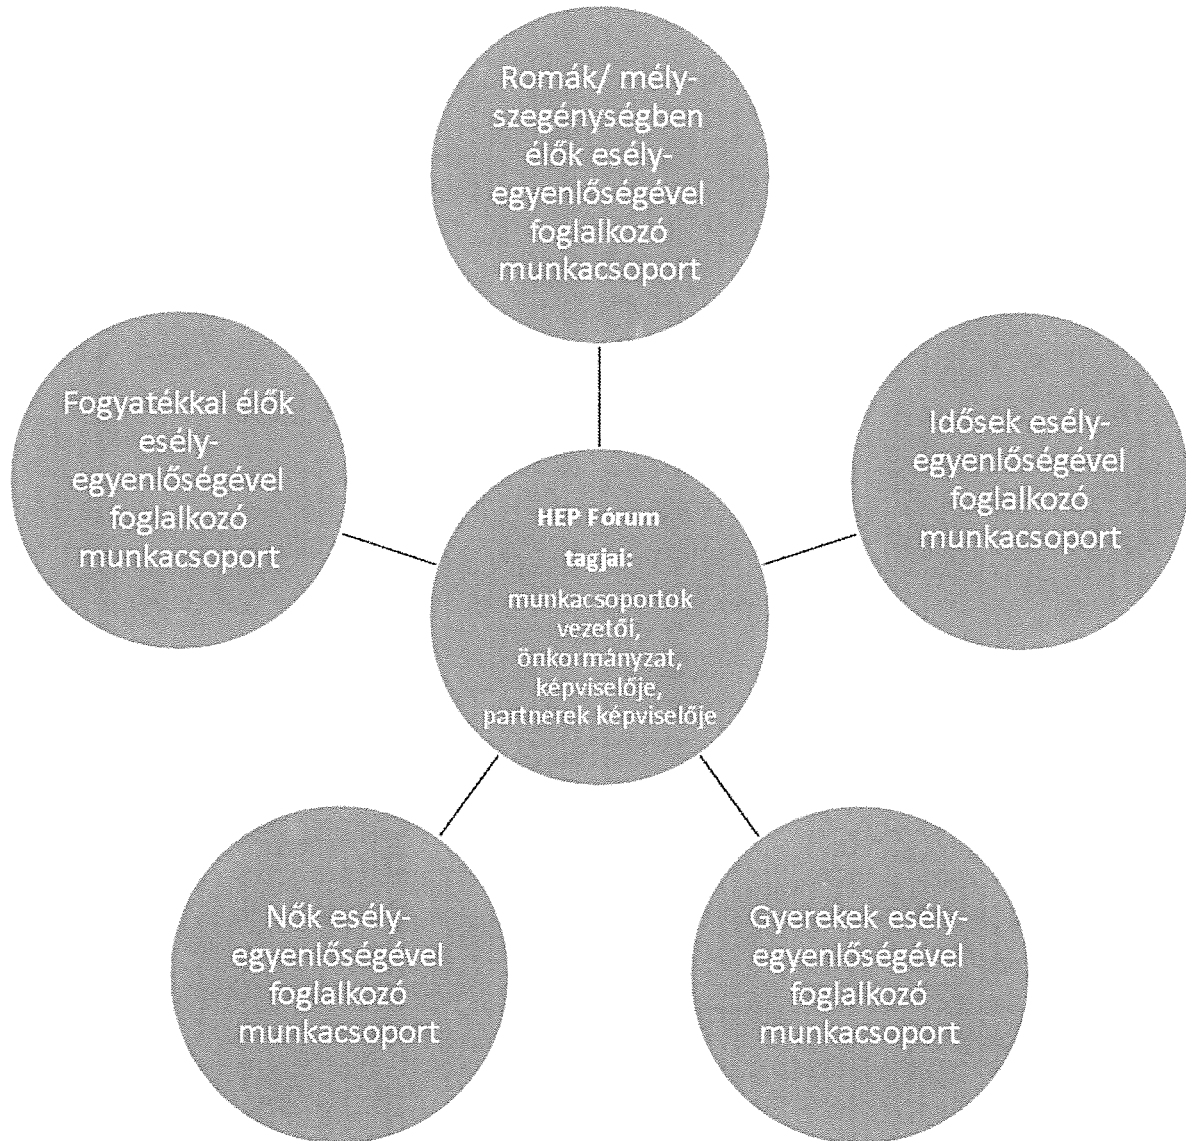 Romák/ mély-
szegénységben
élők esély-
egyenlőségével
foglalkozó
munkacsoport
Fogyatékkal élők
esély-
egyenlőségével
foglalkozó
munkacsoport
Idősek esély-
egyenlőségével
foglalkozó
munkacsoport
HEP Fórum
tagjai:
munkacsoportok
vezetői,
önkormányzat,
képviselője,
partnerek képviselője
Nők esély-
egyenlőségével
foglalkozó
munkacsoport
Gyerekek esély-
egyenlőségével
foglalkozó
munkacsoport